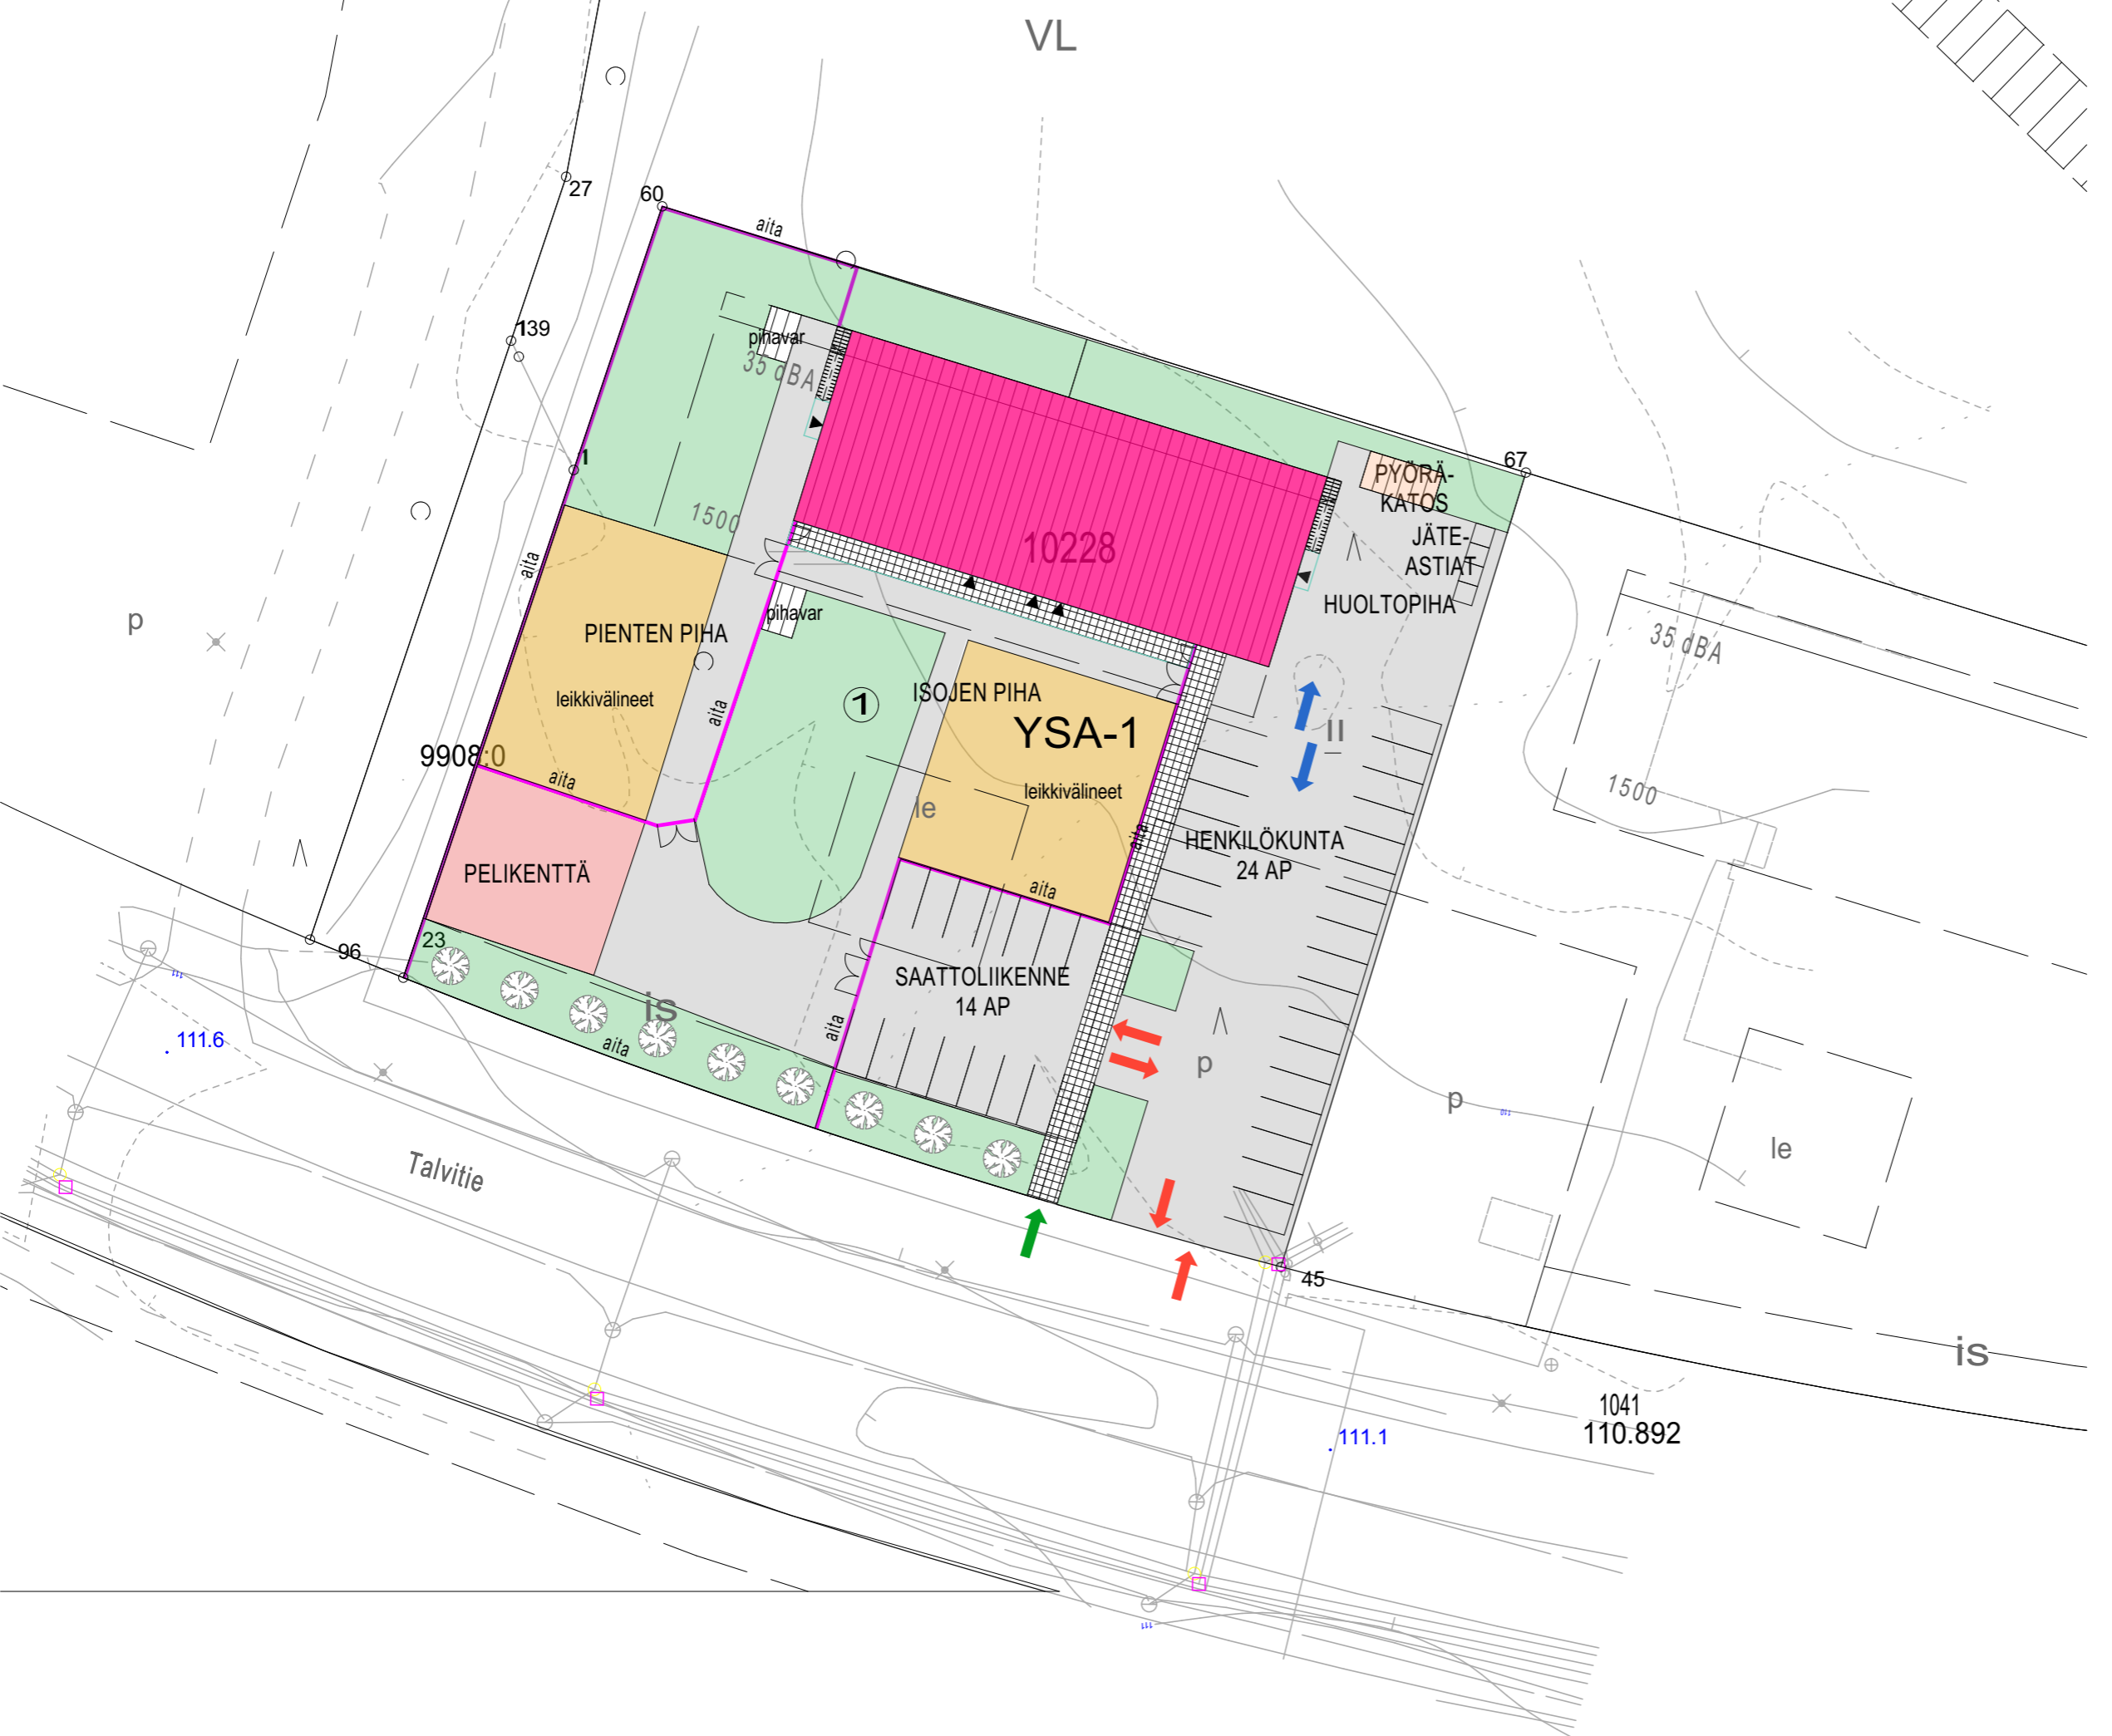 VL
27
60
aita
139
pihavar
35 dBA
1
67
PYÖRÄ-
KATOS
JÄTE-
ASTIAT
1500
10228
HUOLTOPIHA
aita
p
PIENTEN PIHA
pihavar
35 dBA
leikkivälineet
aita
1
ISOJEN PIHA
YSA-1
II
9908:0
aita
leikkivälineet
le
1500
aita
HENKILÖKUNTA
24 AP
PELIKENTTÄ
aita
23
96
SAATTOLIIKENNE
14 AP
is
aita
aita
111
111.6
p
p
110
le
Talvitie
45
is
1041
110.892
111.1
111